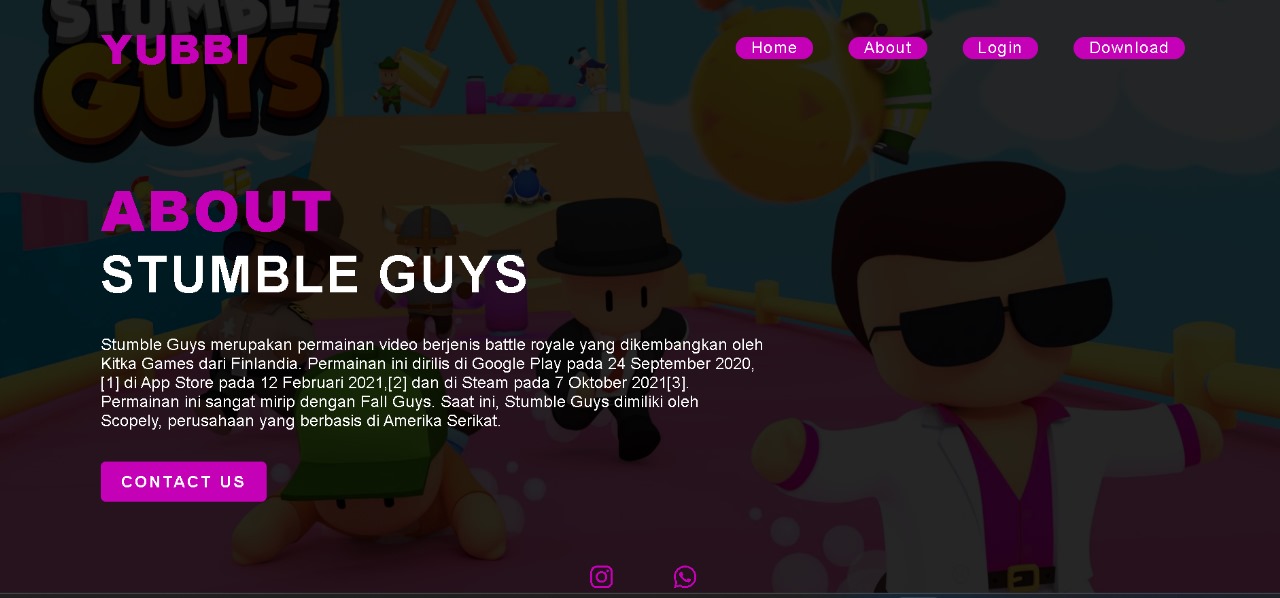 STUMBLE
GUYS
YUBBI
Home
About
Login
Download
ABOUT
STUMBLE GUYS
Stumble Guys merupakan permainan video berjenis battle royale yang dikembangkan oleh
Kitka Games dari Finlandia. Permainan ini dirilis di Google Play pada 24 September 2020,
[1] di App Store pada 12 Februari 2021,[2] dan di Steam pada 7 Oktober 2021[3].
Permainan ini sangat mirip dengan Fall Guys. Saat ini, Stumble Guys dimiliki oleh
Scopely, perusahaan yang berbasis di Amerika Serikat.
CONTACT US